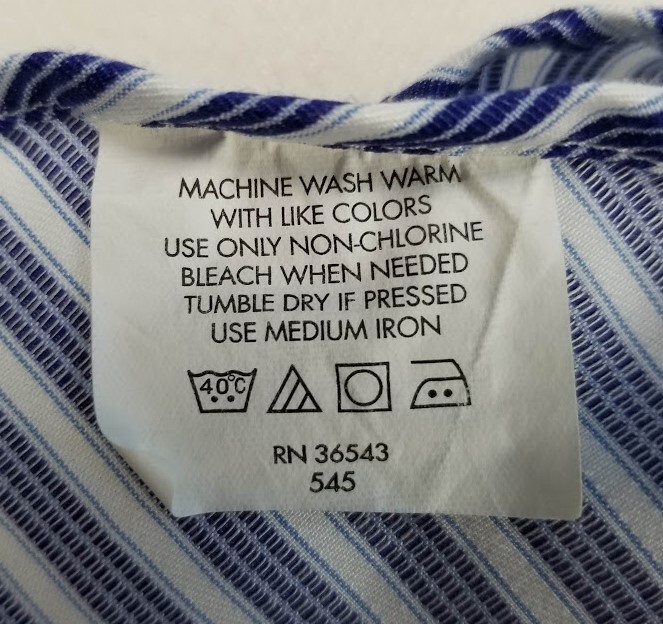 MACHINE WASH WARM
WITH LIKE COLORS
USE ONLY NON-CHLORINE
BLEACH WHEN NEEDED
TUMBLE DRY IF PRESSED
USE MEDIUM IRON
40°C
RN 36543
545